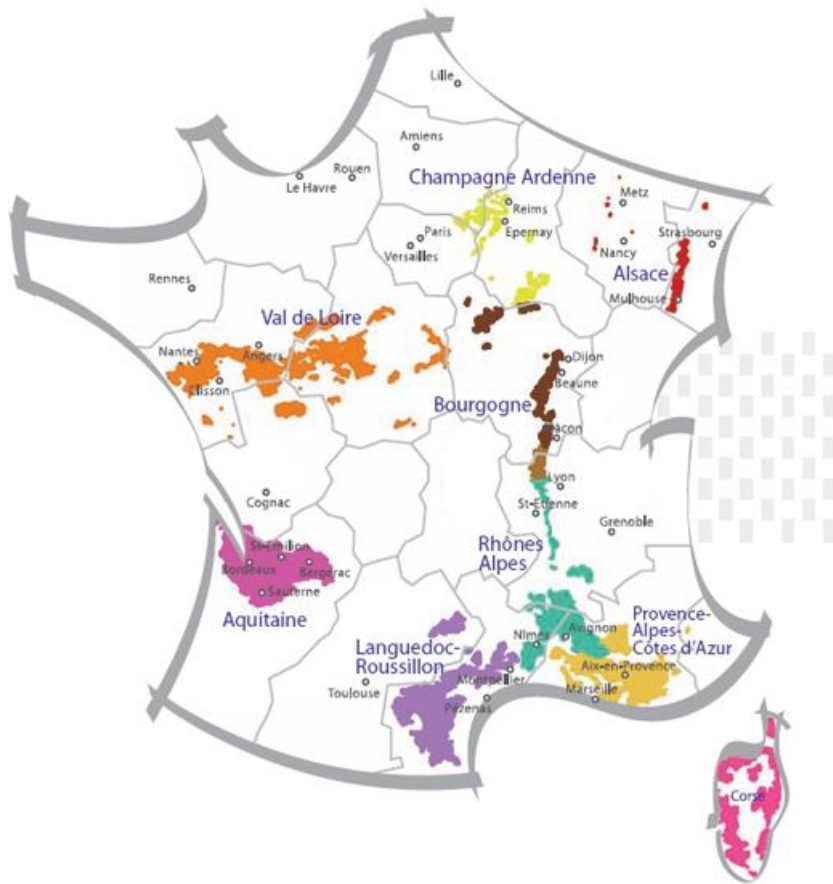 Lille
Amiens
Rouen
Le Havre
Champagne Ardenne
Reims
Epernay
Metz
Nancy
Strasbourg
Alsace
Mulhouse
Paris
Versailles
Rennes
Val de Loire
Nantes
Angers
Clisson
Dijon
Beaune
Bourgogne
Mâcon
Lyon
St-Etienne
Grenoble
Cognac
Rhônes
Alpes
St-Emilion
Bordeaux
Bergerac
Sauterne
Aquitaine
Provence-
Alpes-
Côtes d'Azur
Avignon
Nîmes
Languedoc-
Roussillon
Aix-en-Provence
Montpellier
Toulouse
Marseille
Pézenas
Corse